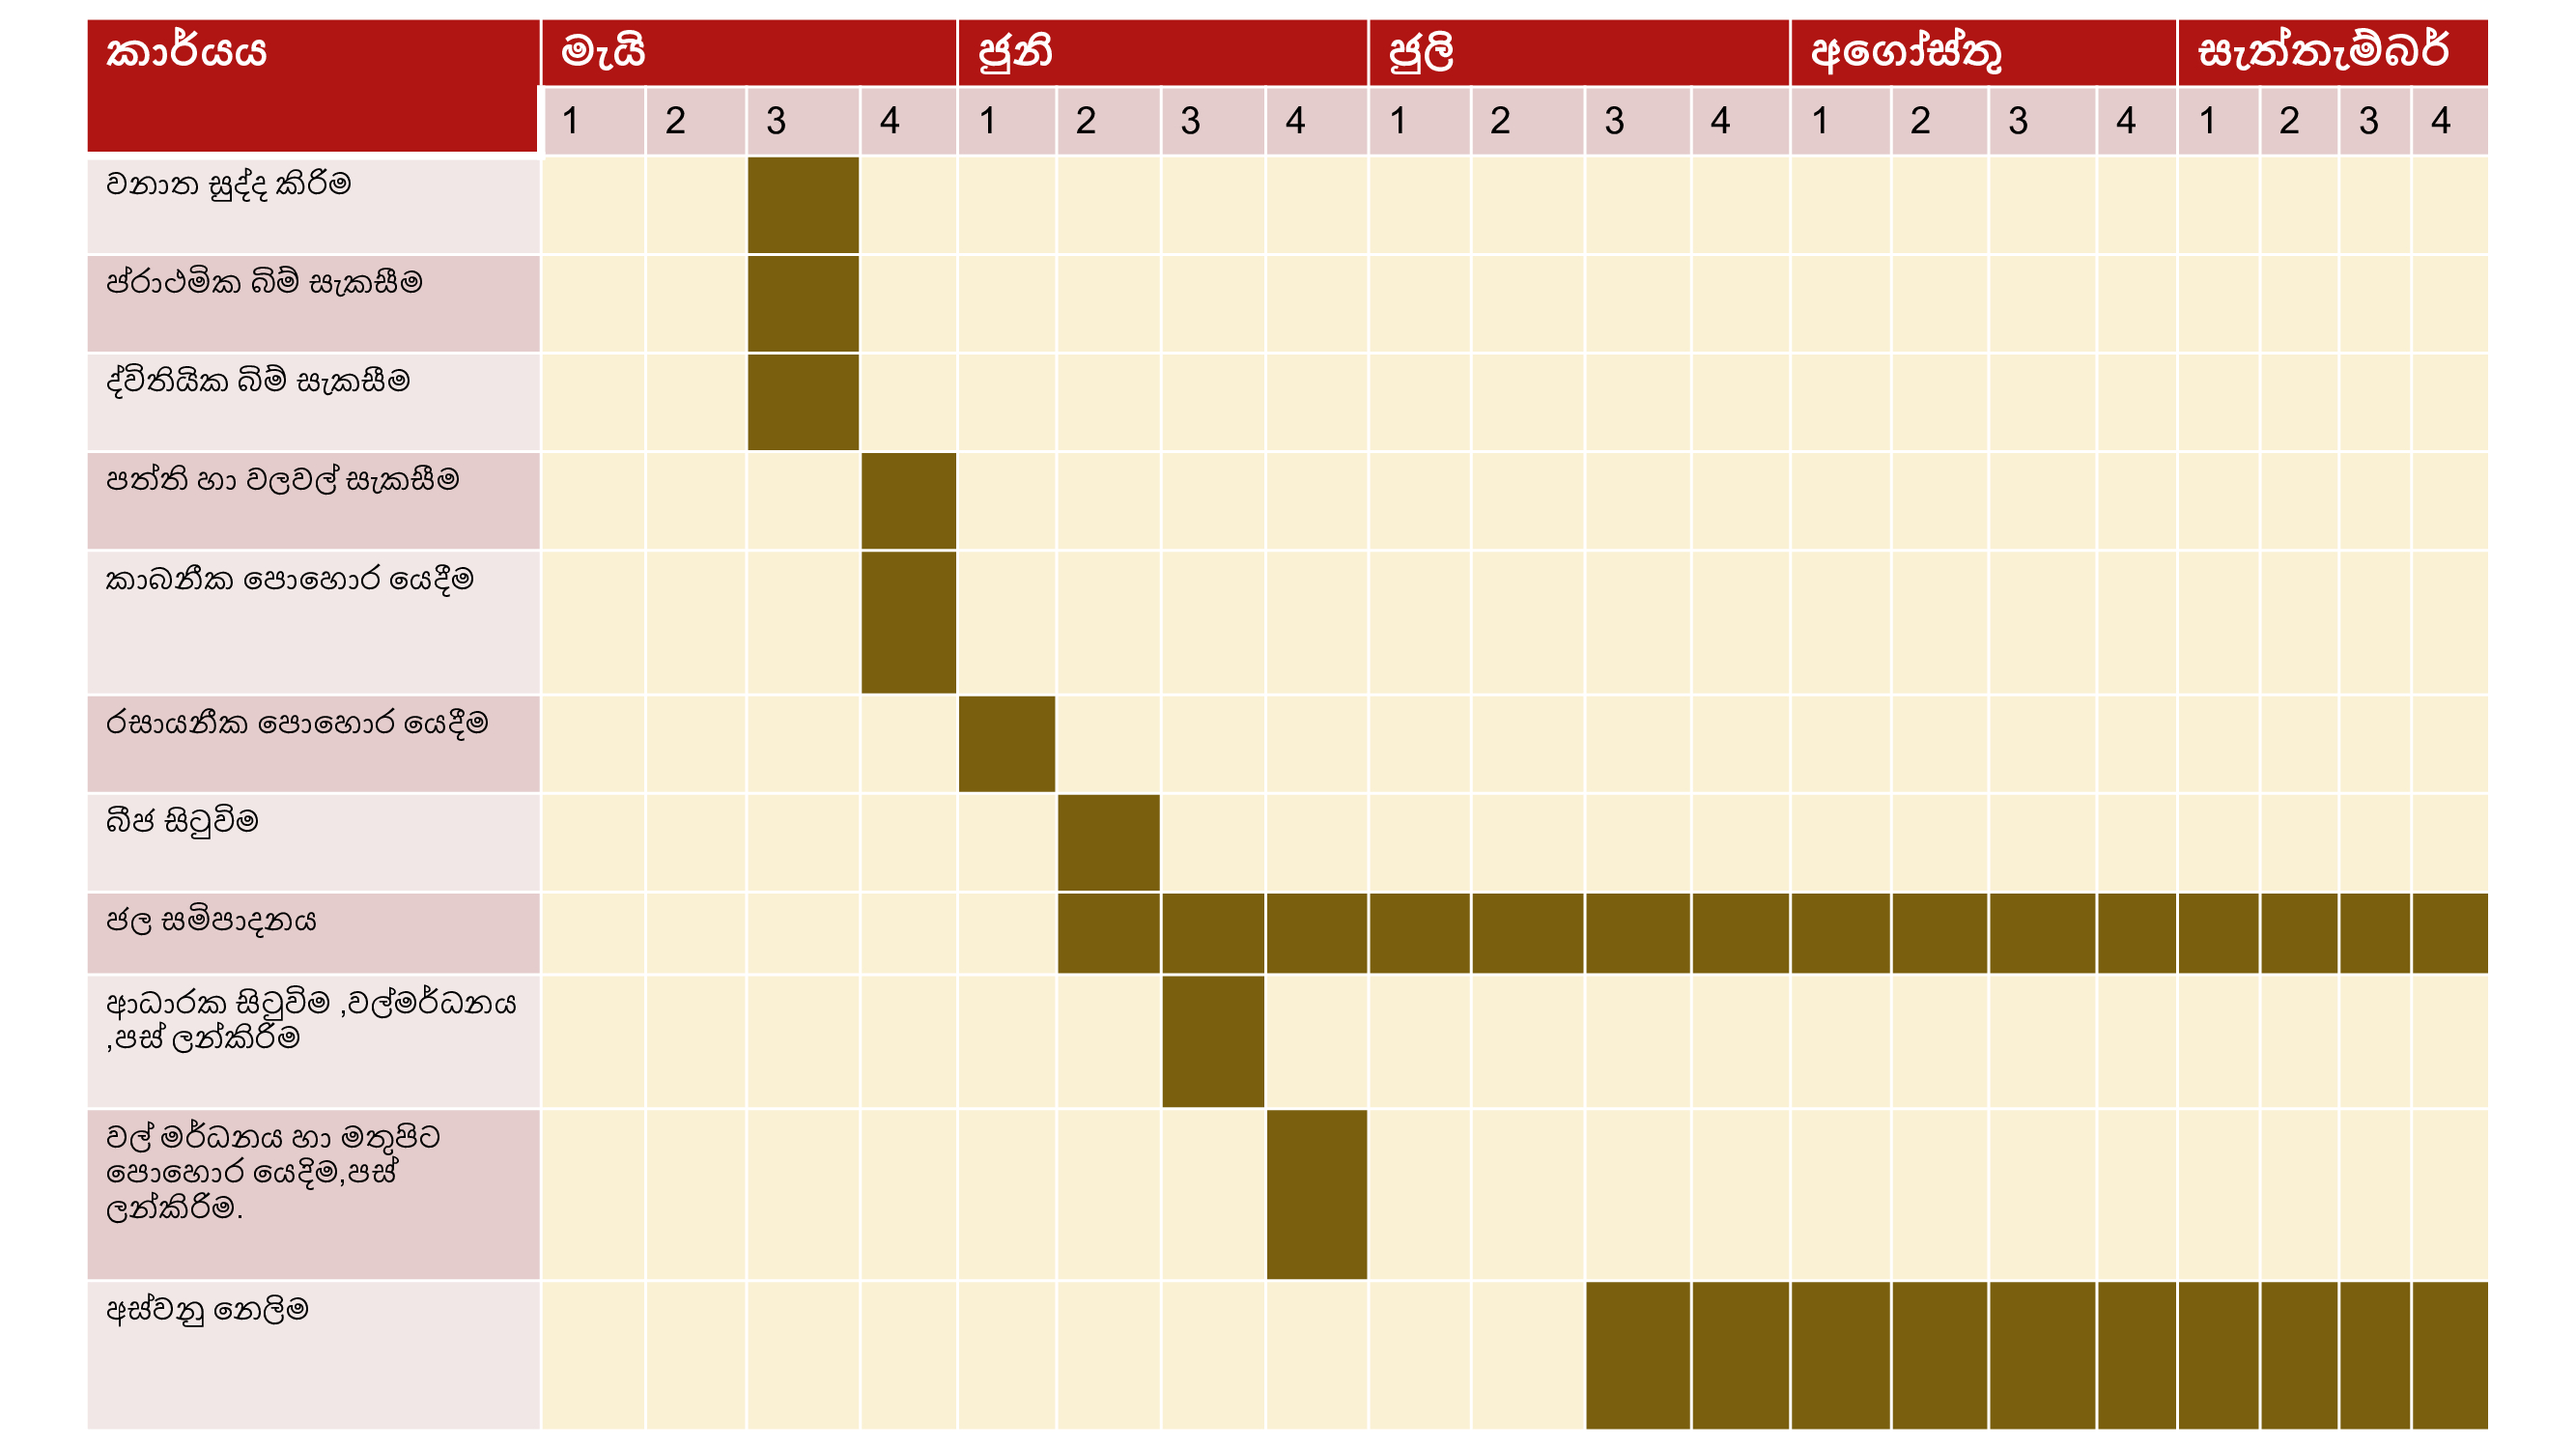 කාර්යය මැයි ජුනි ජුලි අගෝස්තු සැත්තැම්බර්
1 2 3 4 1 2 3 4 1 2 3 4 1 2 3 4 1 2 3 4
වනාත සුද්ද කිරිම
ප්රාථමික බිම් සැකසීම
ද්විතියික බිම් සැකසීම
පත්ති හා වලවල් සැකසීම
කාබනීක පොහොර යෙදීම
රසායනීක පොහොර යෙදීම
බීජ සිටුවිම
ජල සම්පාදනය
ආධාරක සිටුවිම ,වල්මර්ධනය
,පස් ලන්කිරිම
වල් මර්ධනය හා මතුපිට
පොහොර යෙදිම,පස්
ලන්කිරිම.
අස්වනු නෙලිම